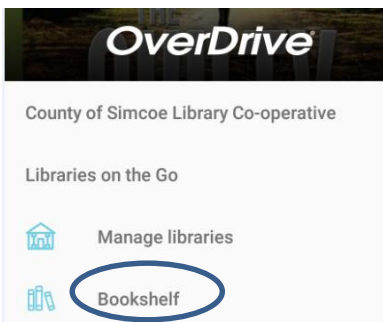 OverDrive
County of Simcoe Library Co-operative
Libraries on the Go
Manage libraries
Bookshelf